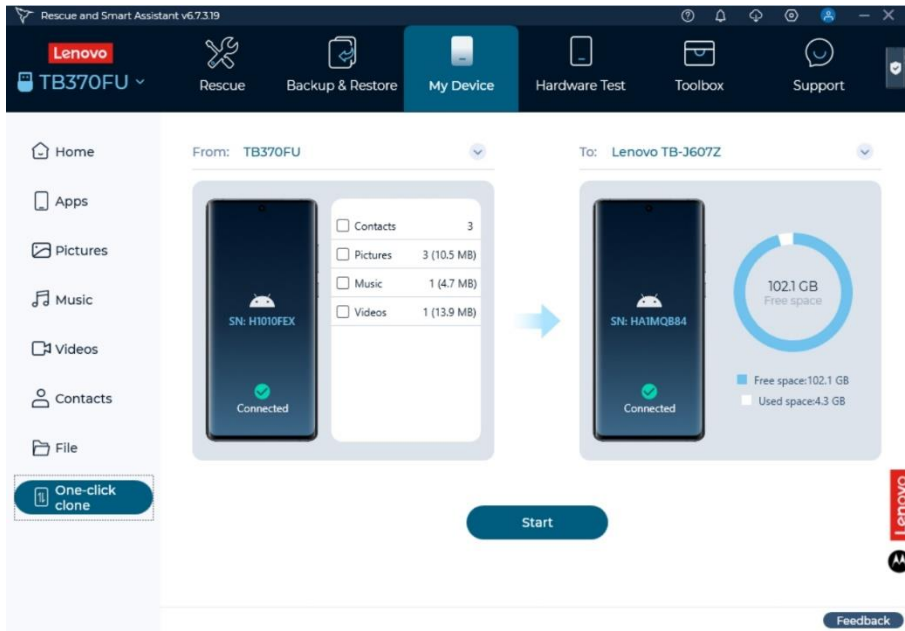 Rescue and Smart Assistant v6.7.3.19
Lenovo
TB370FU
Rescue
Backup & Restore
My Device
Hardware Test
Toolbox
Support
Home
Apps
Pictures
Music
Videos
Contacts
File
One-click
clone
From: TB370FU
To: Lenovo TB-J607Z
SN: H1010FEX
Connected
Contacts 3
Pictures 3 (10.5 MB)
Music 1 (4.7 MB)
Videos 1 (13.9 MB)
SN: HA1MQB84
Connected
102.1 GB
Free space
Free space:102.1 GB
Used space:4.3 GB
Start
Lenovo
Feedback